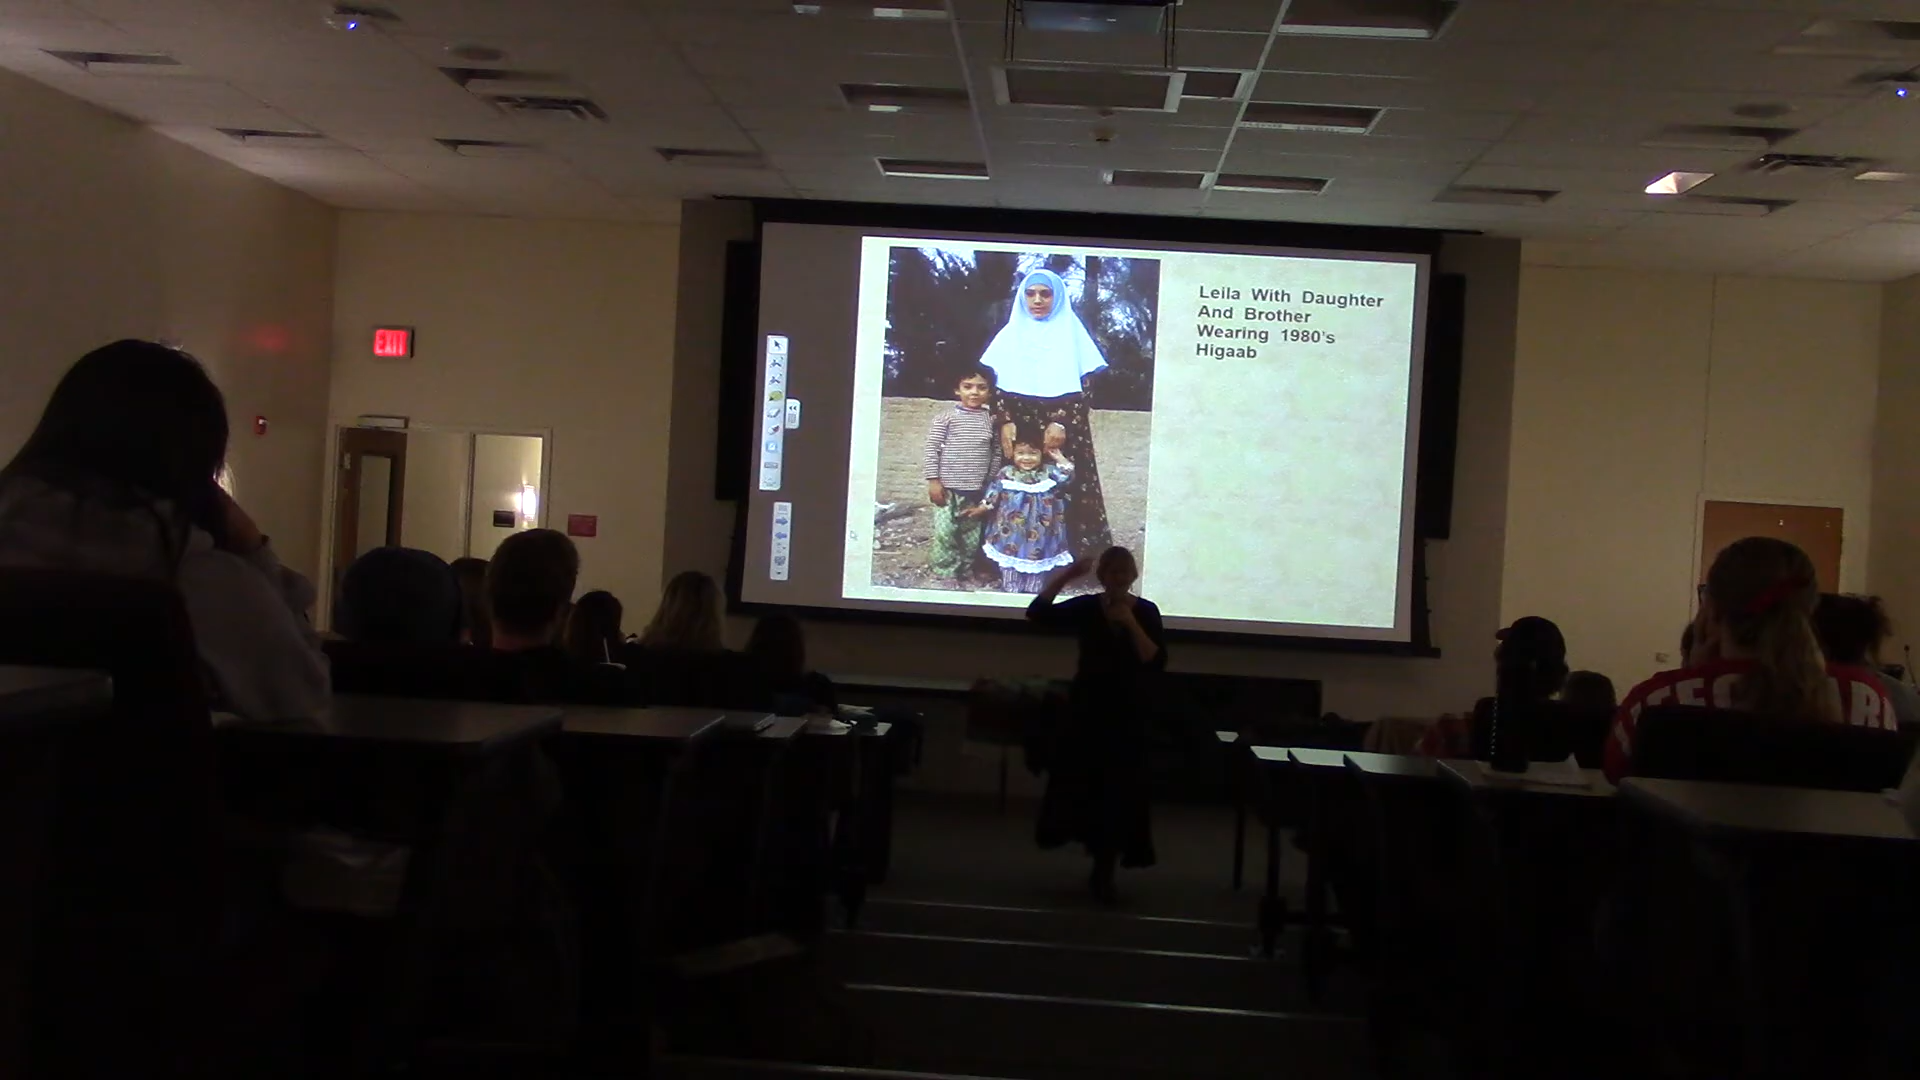 Leila With Daughter
And Brother
Wearing 1980's
Higaab
EXIT